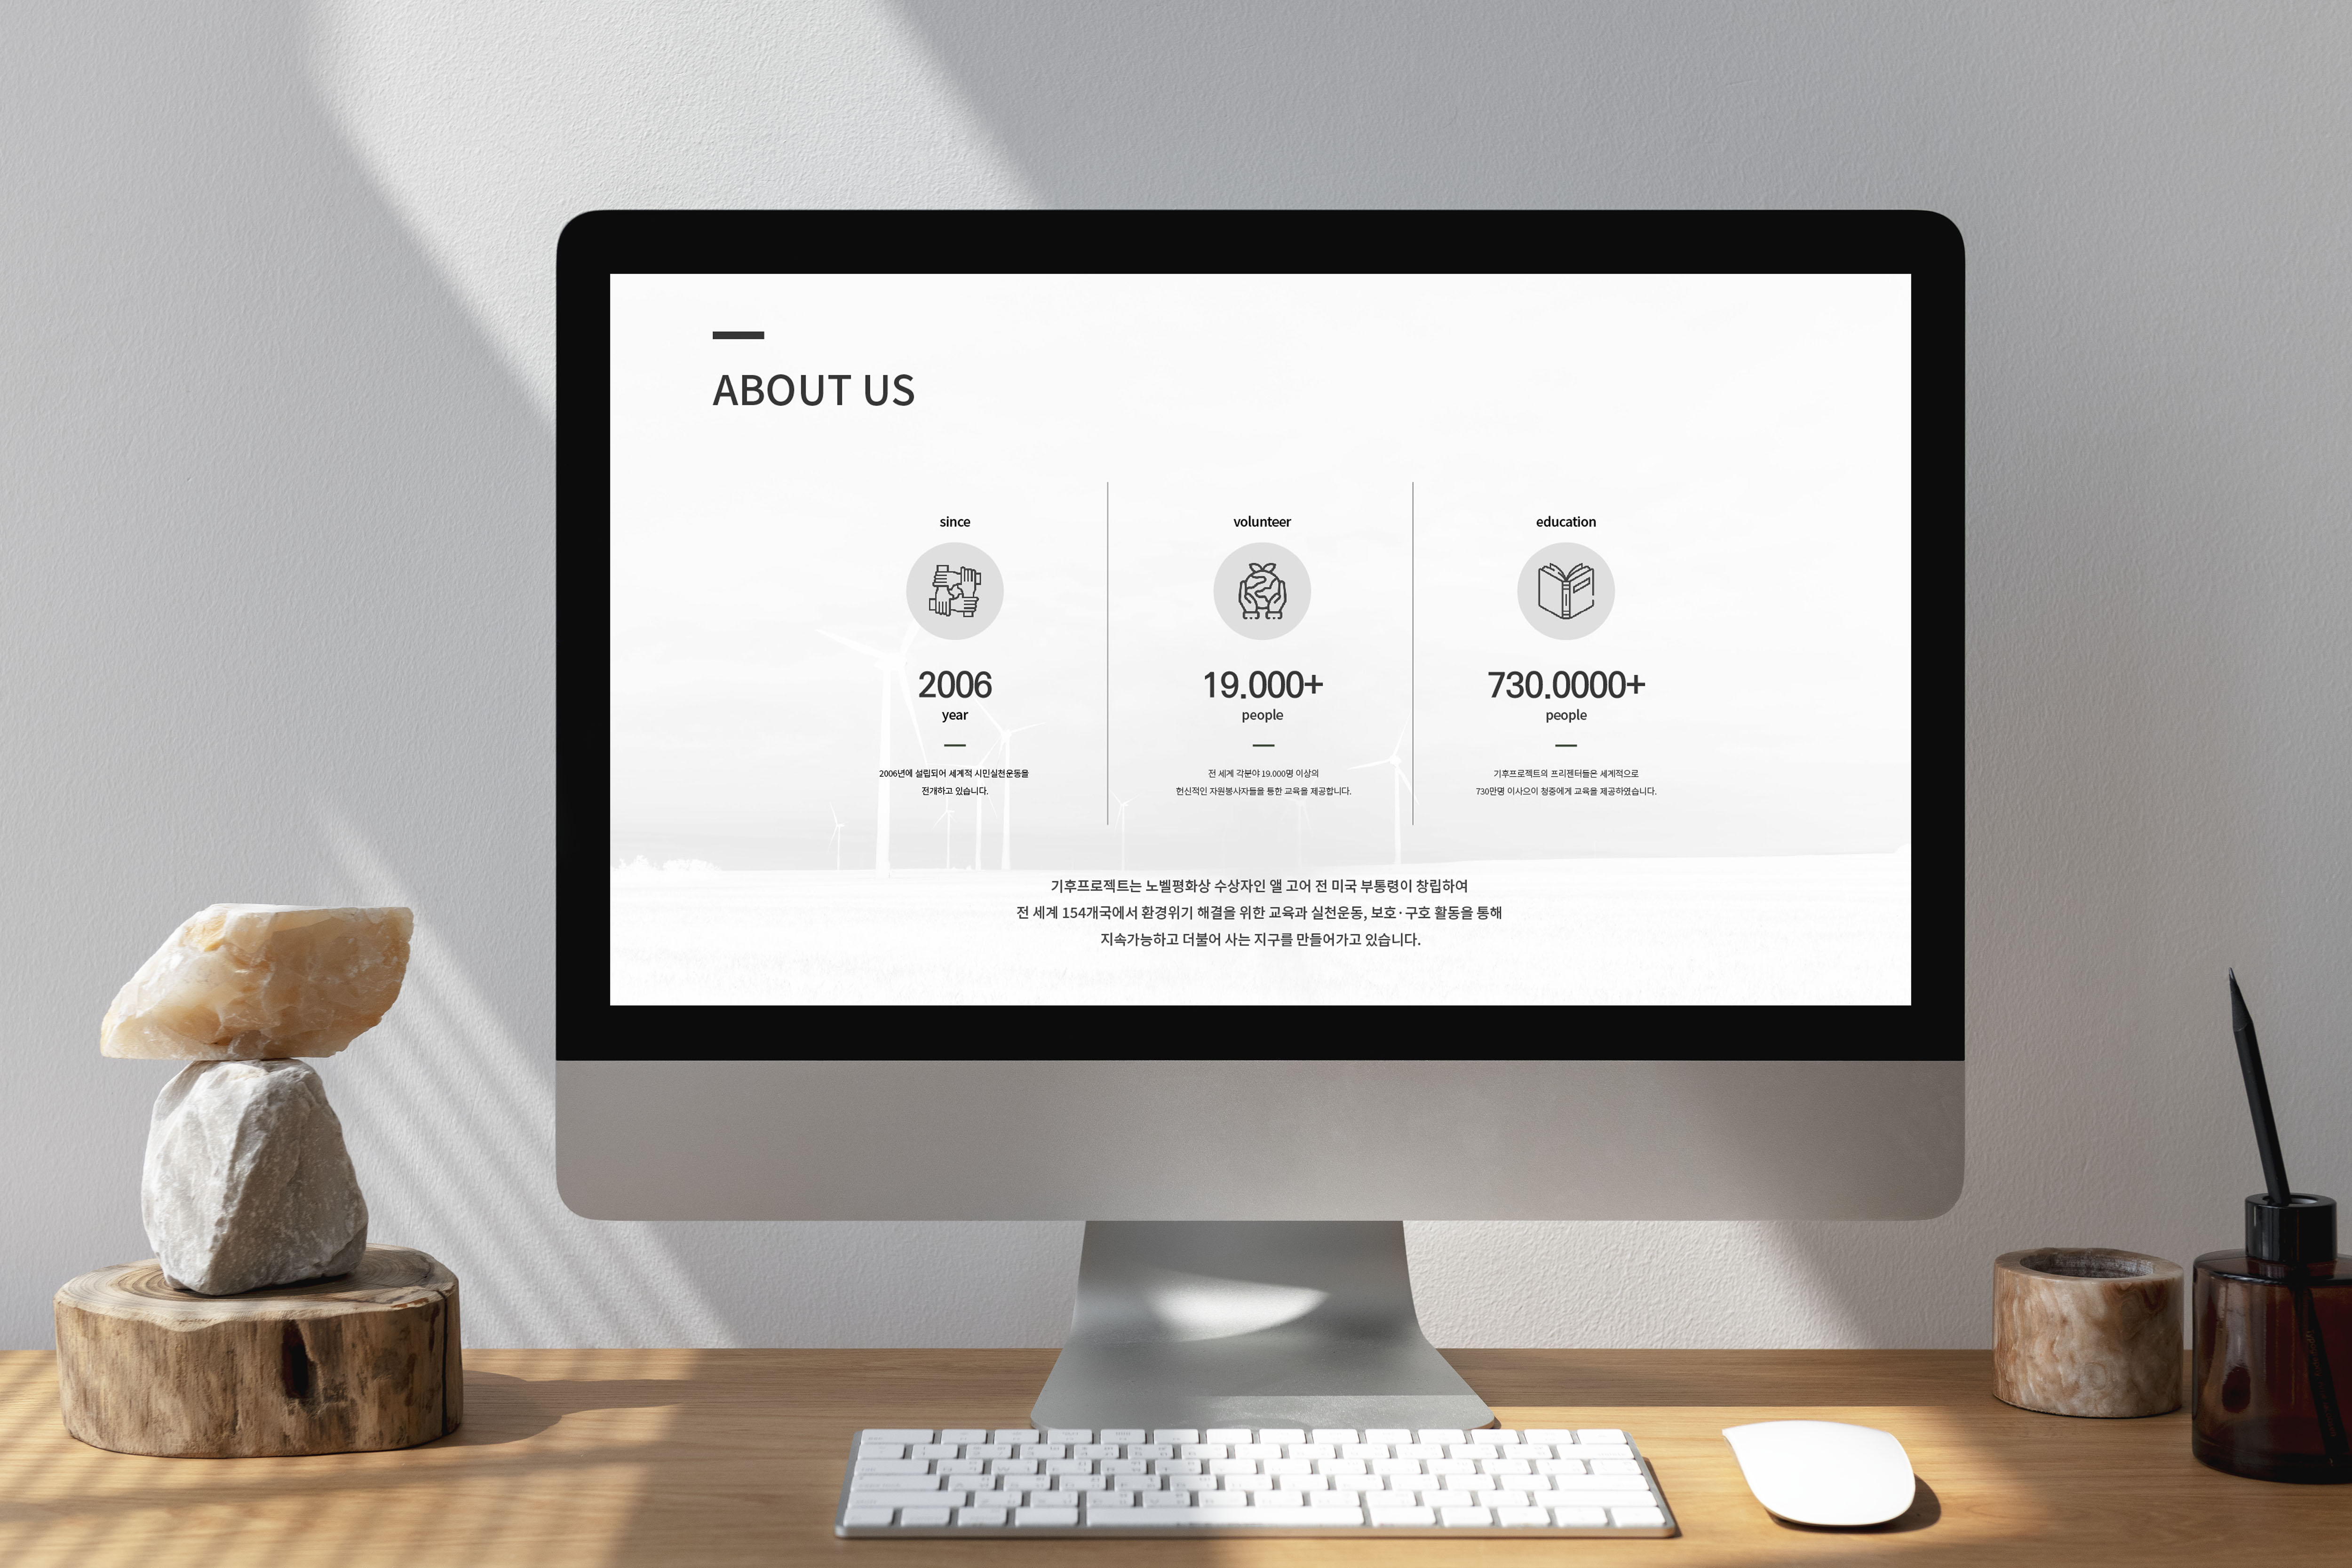 ABOUT US
since
2006
year
2006년에 설립되어 세계적 시민실천운동을
전개하고 있습니다.
volunteer
19.000+
people
전 세계 각분야 19.000명 이상의
헌신적인 자원봉사자들을 통한 교육을 제공합니다.
education
730.0000+
people
기후프로젝트의 프리젠터들은 세계적으로
730만명 이사으이 청중에게 교육을 제공하였습니다.
기후프로젝트는 노벨평화상 수상자인 앨 고어 전 미국 부통령이 창립하여
전 세계 154개국에서 환경위기 해결을 위한 교육과 실천운동, 보호·구호 활동을 통해
지속가능하고 더불어 사는 지구를 만들어가고 있습니다.